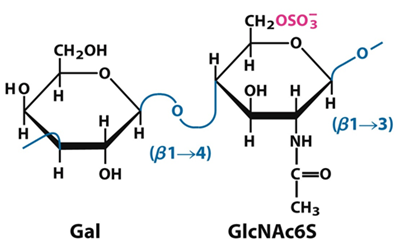 CH₂OSO₃⁻
CH₂OH
O
O
O
H
H
H
HO
H
OH
H
H
H
O
(β1→3)
H
H
(β1→4)
H
NH
H
OH
C=O
CH₃
Gal
GlcNAc6S